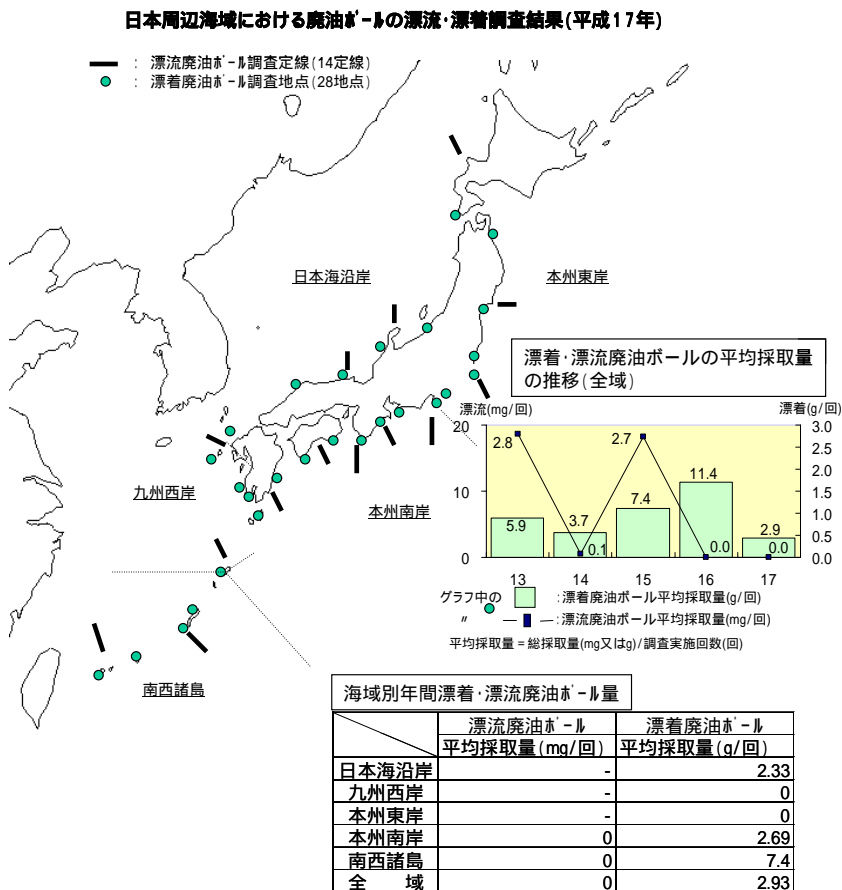 日本周辺海域における廃油ﾎﾞｰﾙの漂流･漂着調査結果(平成17年)
: 漂流廃油ﾎﾞｰﾙ調査定線(14定線)
: 漂着廃油ﾎﾞｰﾙ調査地点(28地点)
日本海沿岸
本州東岸
九州西岸
本州南岸
南西諸島
漂着･漂流廃油ボールの平均採取量
の推移(全域)
漂流(mg/回)
漂着(g/回)
20
10
0
3.0
2.5
2.0
1.5
1.0
0.5
0.0
2.8
2.7
11.4
7.4
5.9
3.7
0.1
0.0
2.9
0.0
13 14 15 16 17
グラフ中の :漂着廃油ボール平均採取量(g/回)
〃 :漂流廃油ボール平均採取量(mg/回)
平均採取量=総採取量(mg又はg)/調査実施回数(回)
海域別年間漂着･漂流廃油ﾎﾞｰﾙ量
漂流廃油ﾎﾞｰﾙ 漂着廃油ﾎﾞｰﾙ
平均採取量(mg/回) 平均採取量(g/回)
日本海沿岸 - 2.33
九州西岸 - 0
本州東岸 - 0
本州南岸 0 2.69
南西諸島 0 7.4
全 域 0 2.93